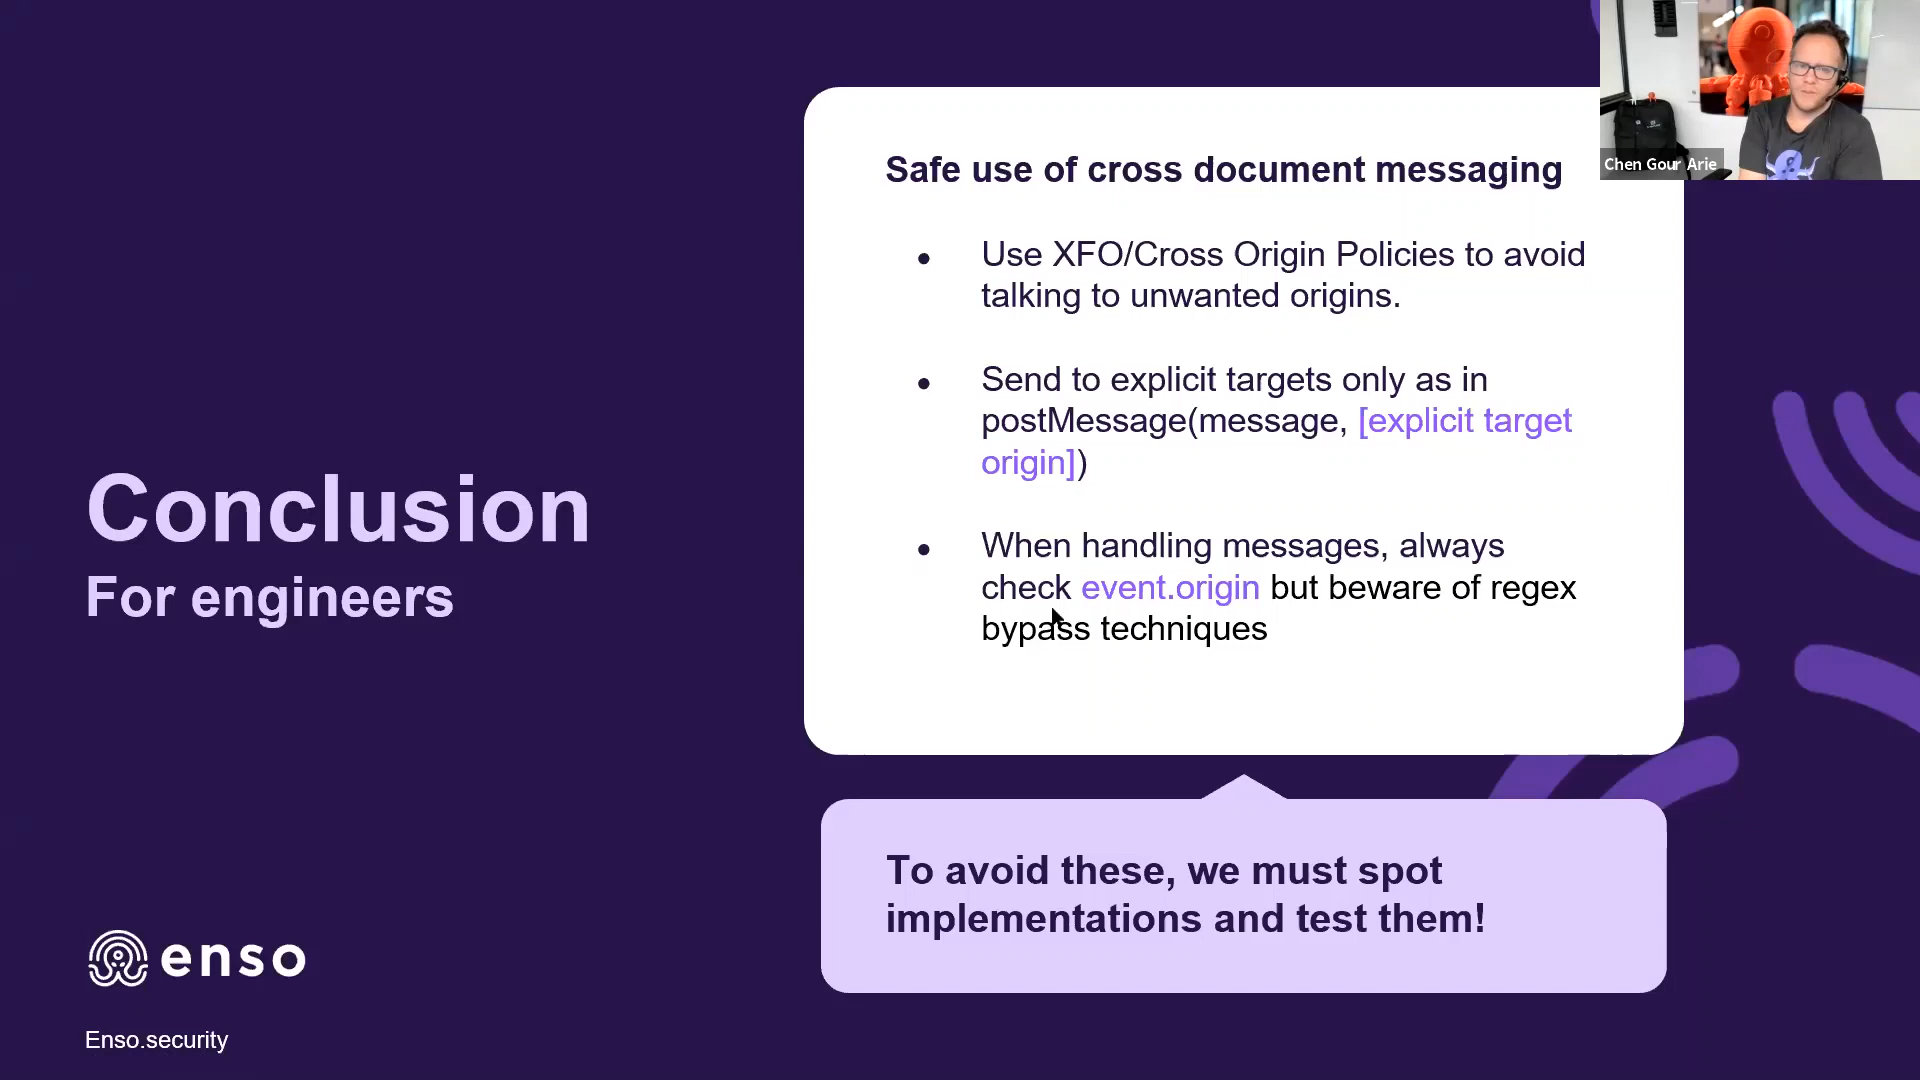 Chen Gour Arie
Safe use of cross document messaging
● Use XFO/Cross Origin Policies to avoid
talking to unwanted origins.
● Send to explicit targets only as in
postMessage(message, [explicit target
origin])
● When handling messages, always
check event.origin but beware of regex
bypass techniques
Conclusion
For engineers
To avoid these, we must spot
implementations and test them!
enso
Enso.security